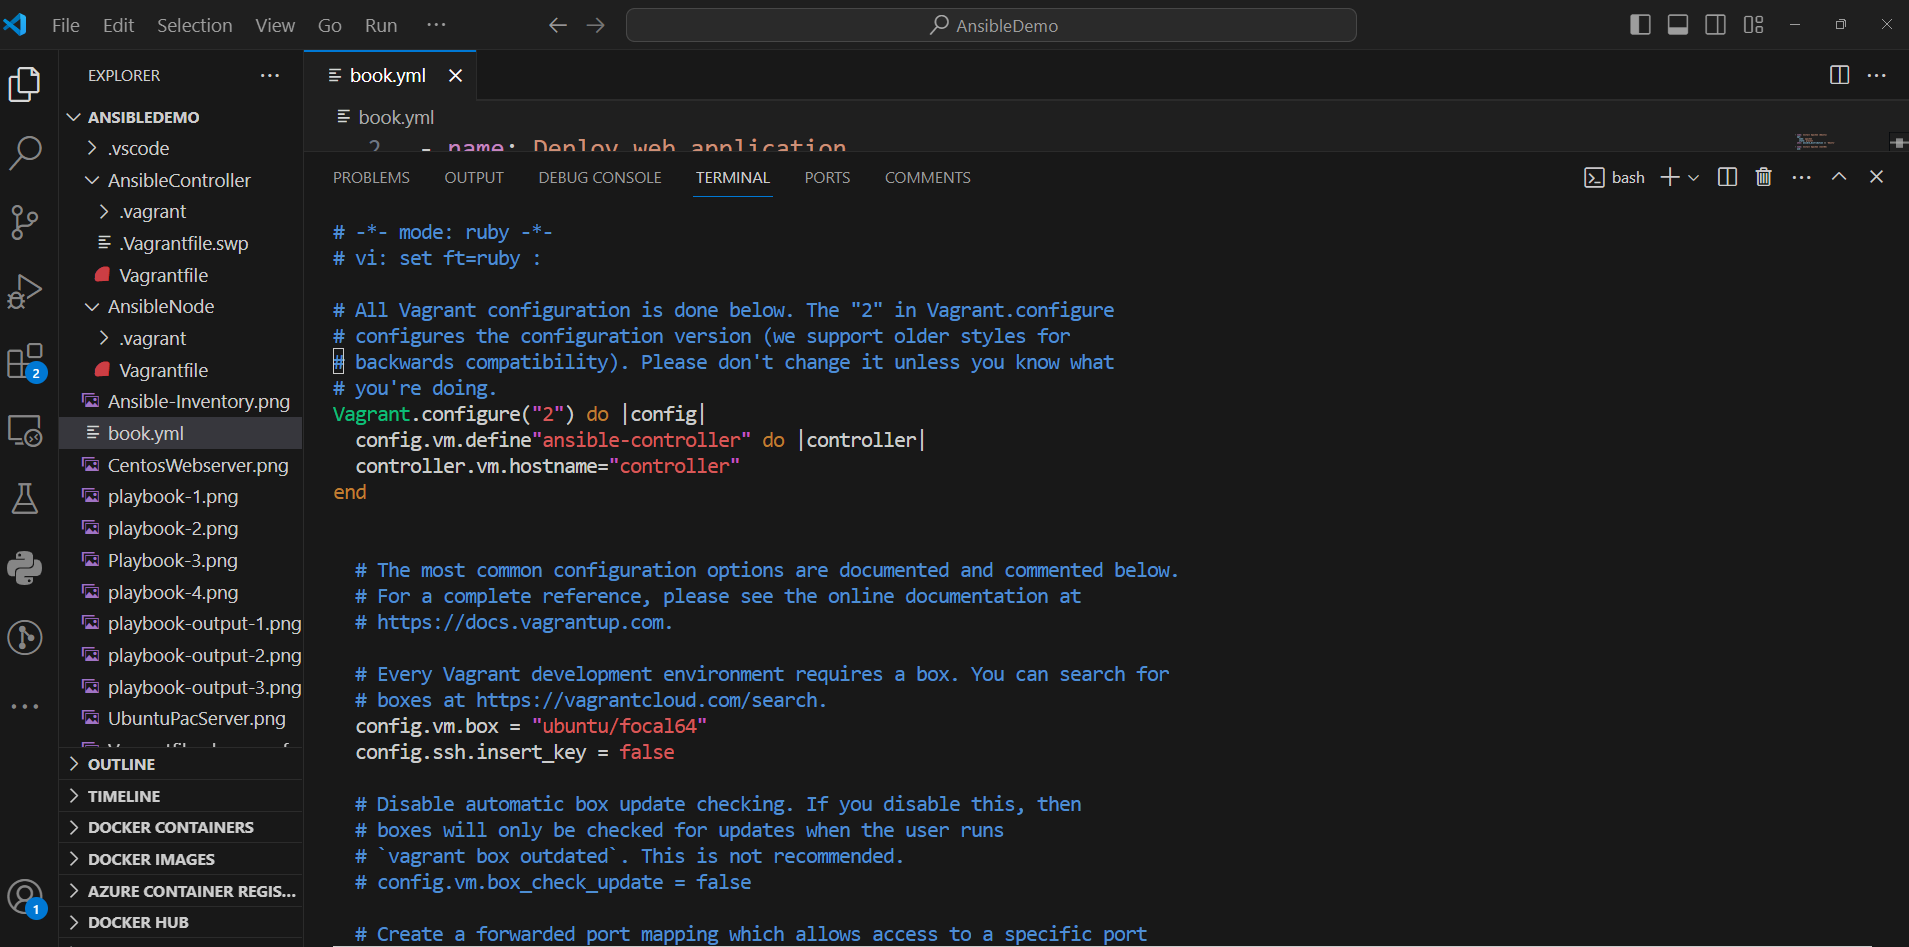 File Edit Selection View Go Run ···
AnsibleDemo
EXPLORER ···
ANSIBLEDEMO
.vscode
AnsibleController
.vagrant
.Vagrantfile.swp
Vagrantfile
AnsibleNode
.vagrant
Vagrantfile
Ansible-Inventory.png
book.yml
CentosWebserver.png
playbook-1.png
playbook-2.png
Playbook-3.png
playbook-4.png
playbook-output-1.png
playbook-output-2.png
playbook-output-3.png
UbuntuPacServer.png
OUTLINE
TIMELINE
DOCKER CONTAINERS
DOCKER IMAGES
AZURE CONTAINER REGIS...
DOCKER HUB
2
1
book.yml
book.yml
2 - name: Deploy web application
PROBLEMS OUTPUT DEBUG CONSOLE TERMINAL PORTS COMMENTS
bash
# -*- mode: ruby -*-
# vi: set ft=ruby :
# All Vagrant configuration is done below. The "2" in Vagrant.configure
# configures the configuration version (we support older styles for
# backwards compatibility). Please don't change it unless you know what
# you're doing.
Vagrant.configure("2") do |config|
config.vm.define"ansible-controller" do |controller|
controller.vm.hostname="controller"
end
# The most common configuration options are documented and commented below.
# For a complete reference, please see the online documentation at
# https://docs.vagrantup.com.
# Every Vagrant development environment requires a box. You can search for
# boxes at https://vagrantcloud.com/search.
config.vm.box = "ubuntu/focal64"
config.ssh.insert_key = false
# Disable automatic box update checking. If you disable this, then
# boxes will only be checked for updates when the user runs
# `vagrant box outdated`. This is not recommended.
# config.vm.box_check_update = false
# Create a forwarded port mapping which allows access to a specific port